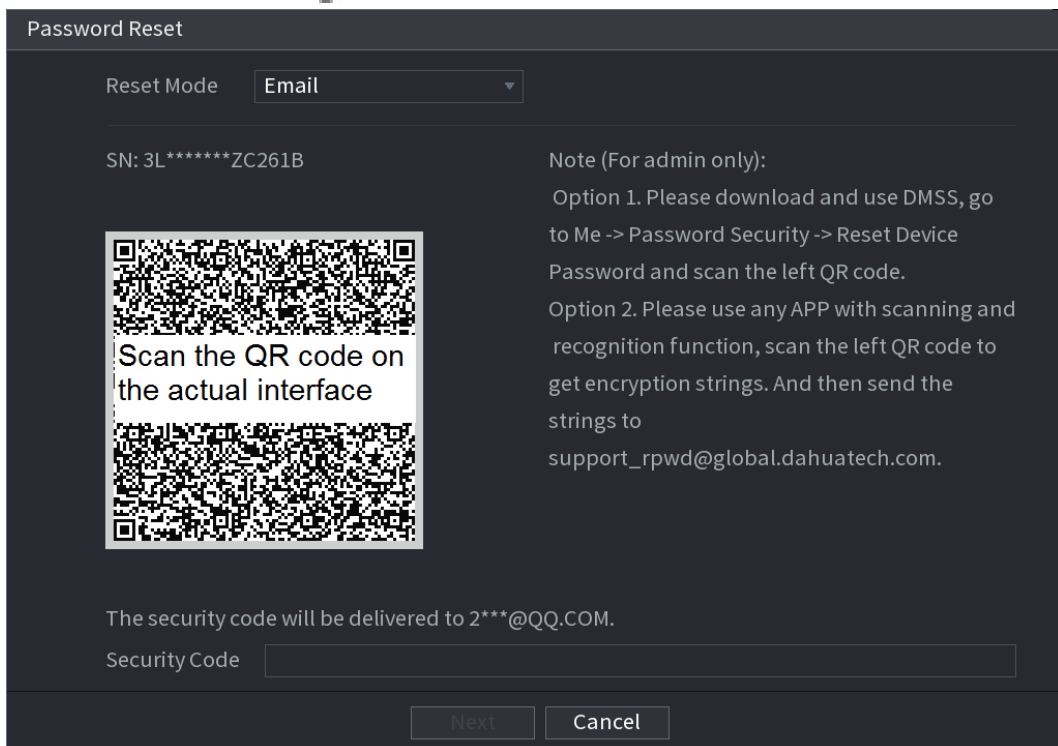 Password Reset
Reset Mode
Email
SN: 3L*******ZC261B
Note (For admin only):
Option 1. Please download and use DMSS, go
to Me -> Password Security -> Reset Device
Password and scan the left QR code.
Option 2. Please use any APP with scanning and
recognition function, scan the left QR code to
get encryption strings. And then send the
strings to
support_rpwd@global.dahuatech.com.
Scan the QR code on
the actual interface
The security code will be delivered to 2***@QQ.COM.
Security Code
Next
Cancel